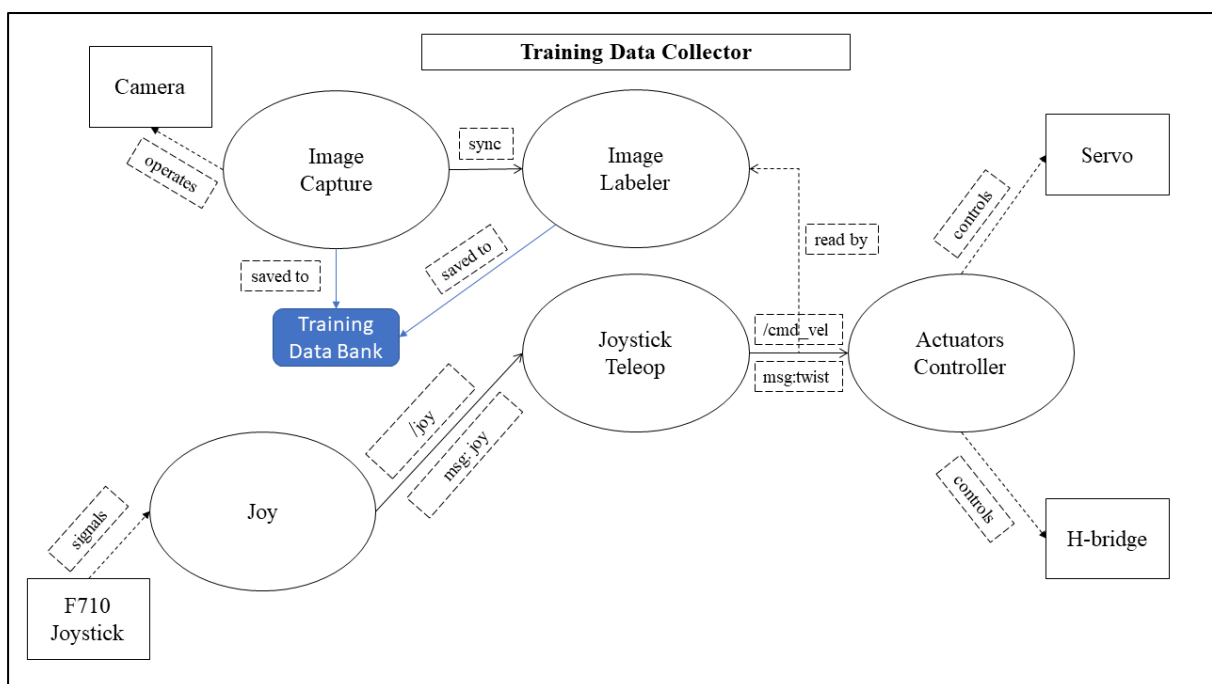 Training Data Collector
Camera
operates
Image
Capture
sync
Image
Labeler
Servo
controls
read by
saved to
saved to
Training
Data Bank
Joystick
Teleop
/cmd_vel
msg:twist
Actuators
Controller
/joy
msg: joy
Joy
signals
F710
Joystick
controls
H-bridge